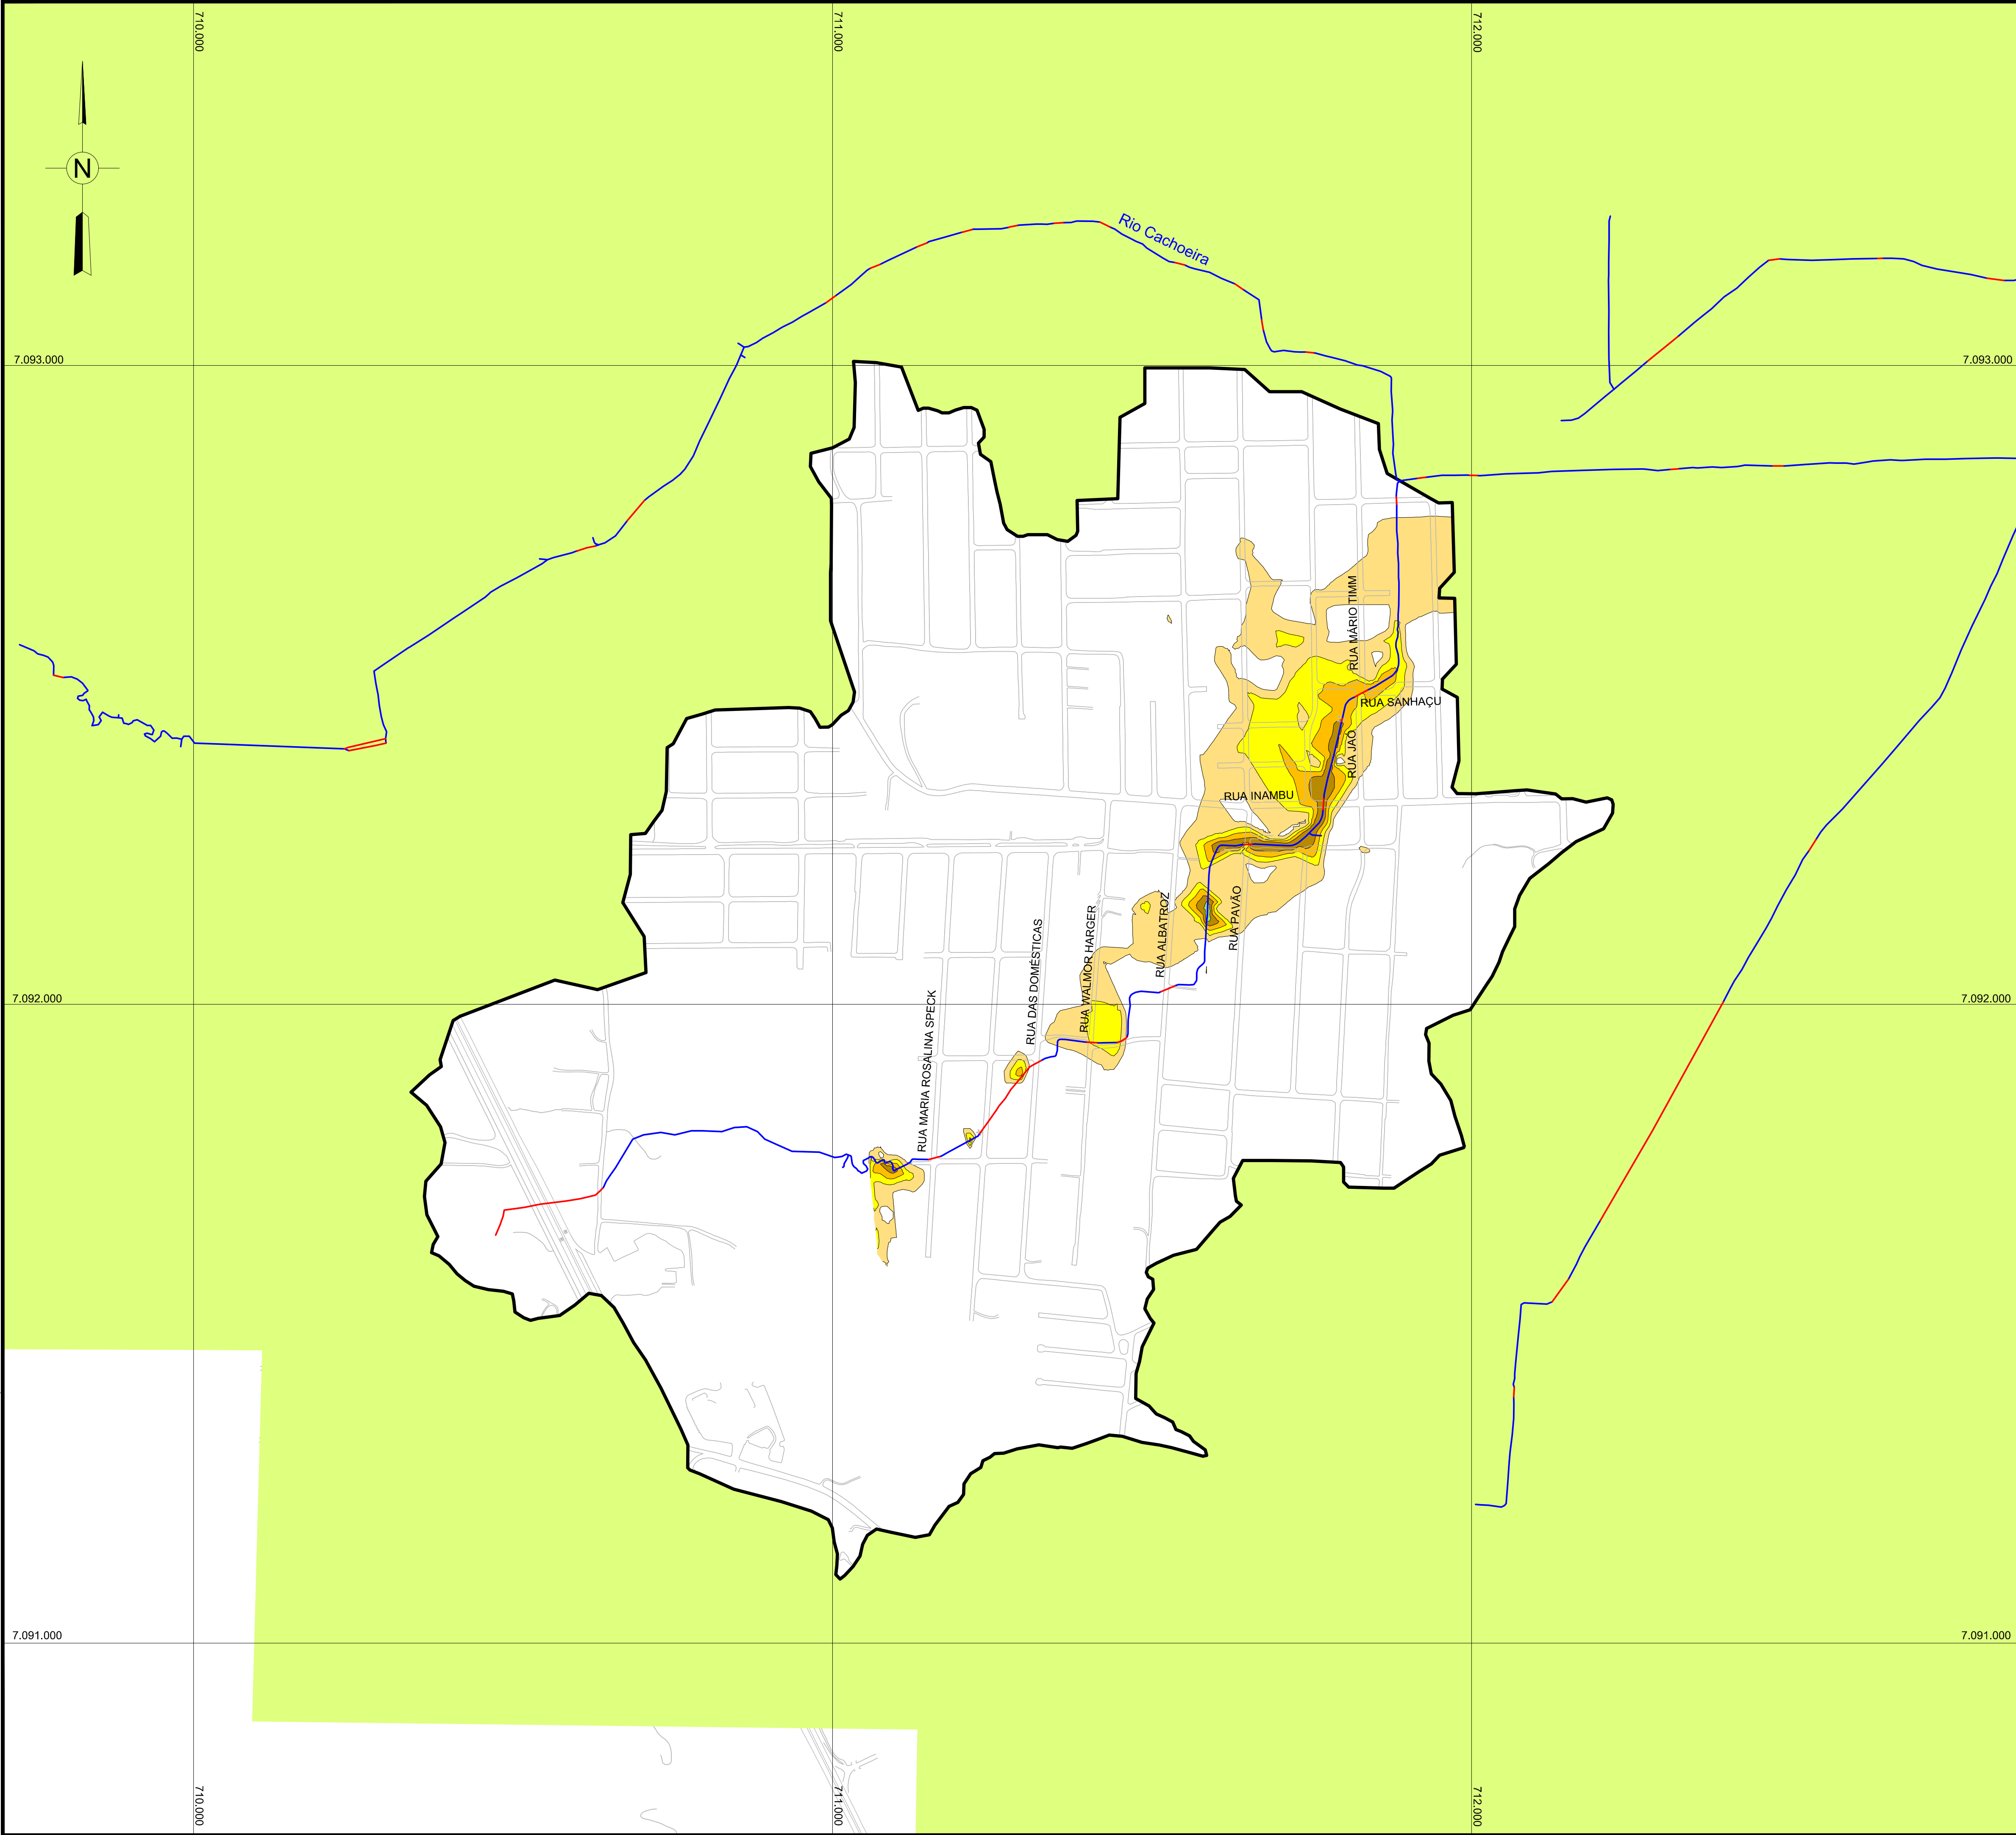 710.000
711.000
712.000
N
Rio Cachoeira
7.093.000
7.093.000
RUA MÁRIO TIMM
RUA SANHAÇU
RUA JAÓ
RUA INAMBU
RUA PAVÃO
RUA ALBATROZ
RUA WALMOR HARGER
RUA DAS DOMÉSTICAS
RUA MARIA ROSALINA SPECK
7.092.000
7.092.000
7.091.000
7.091.000
710.000
711.000
712.000